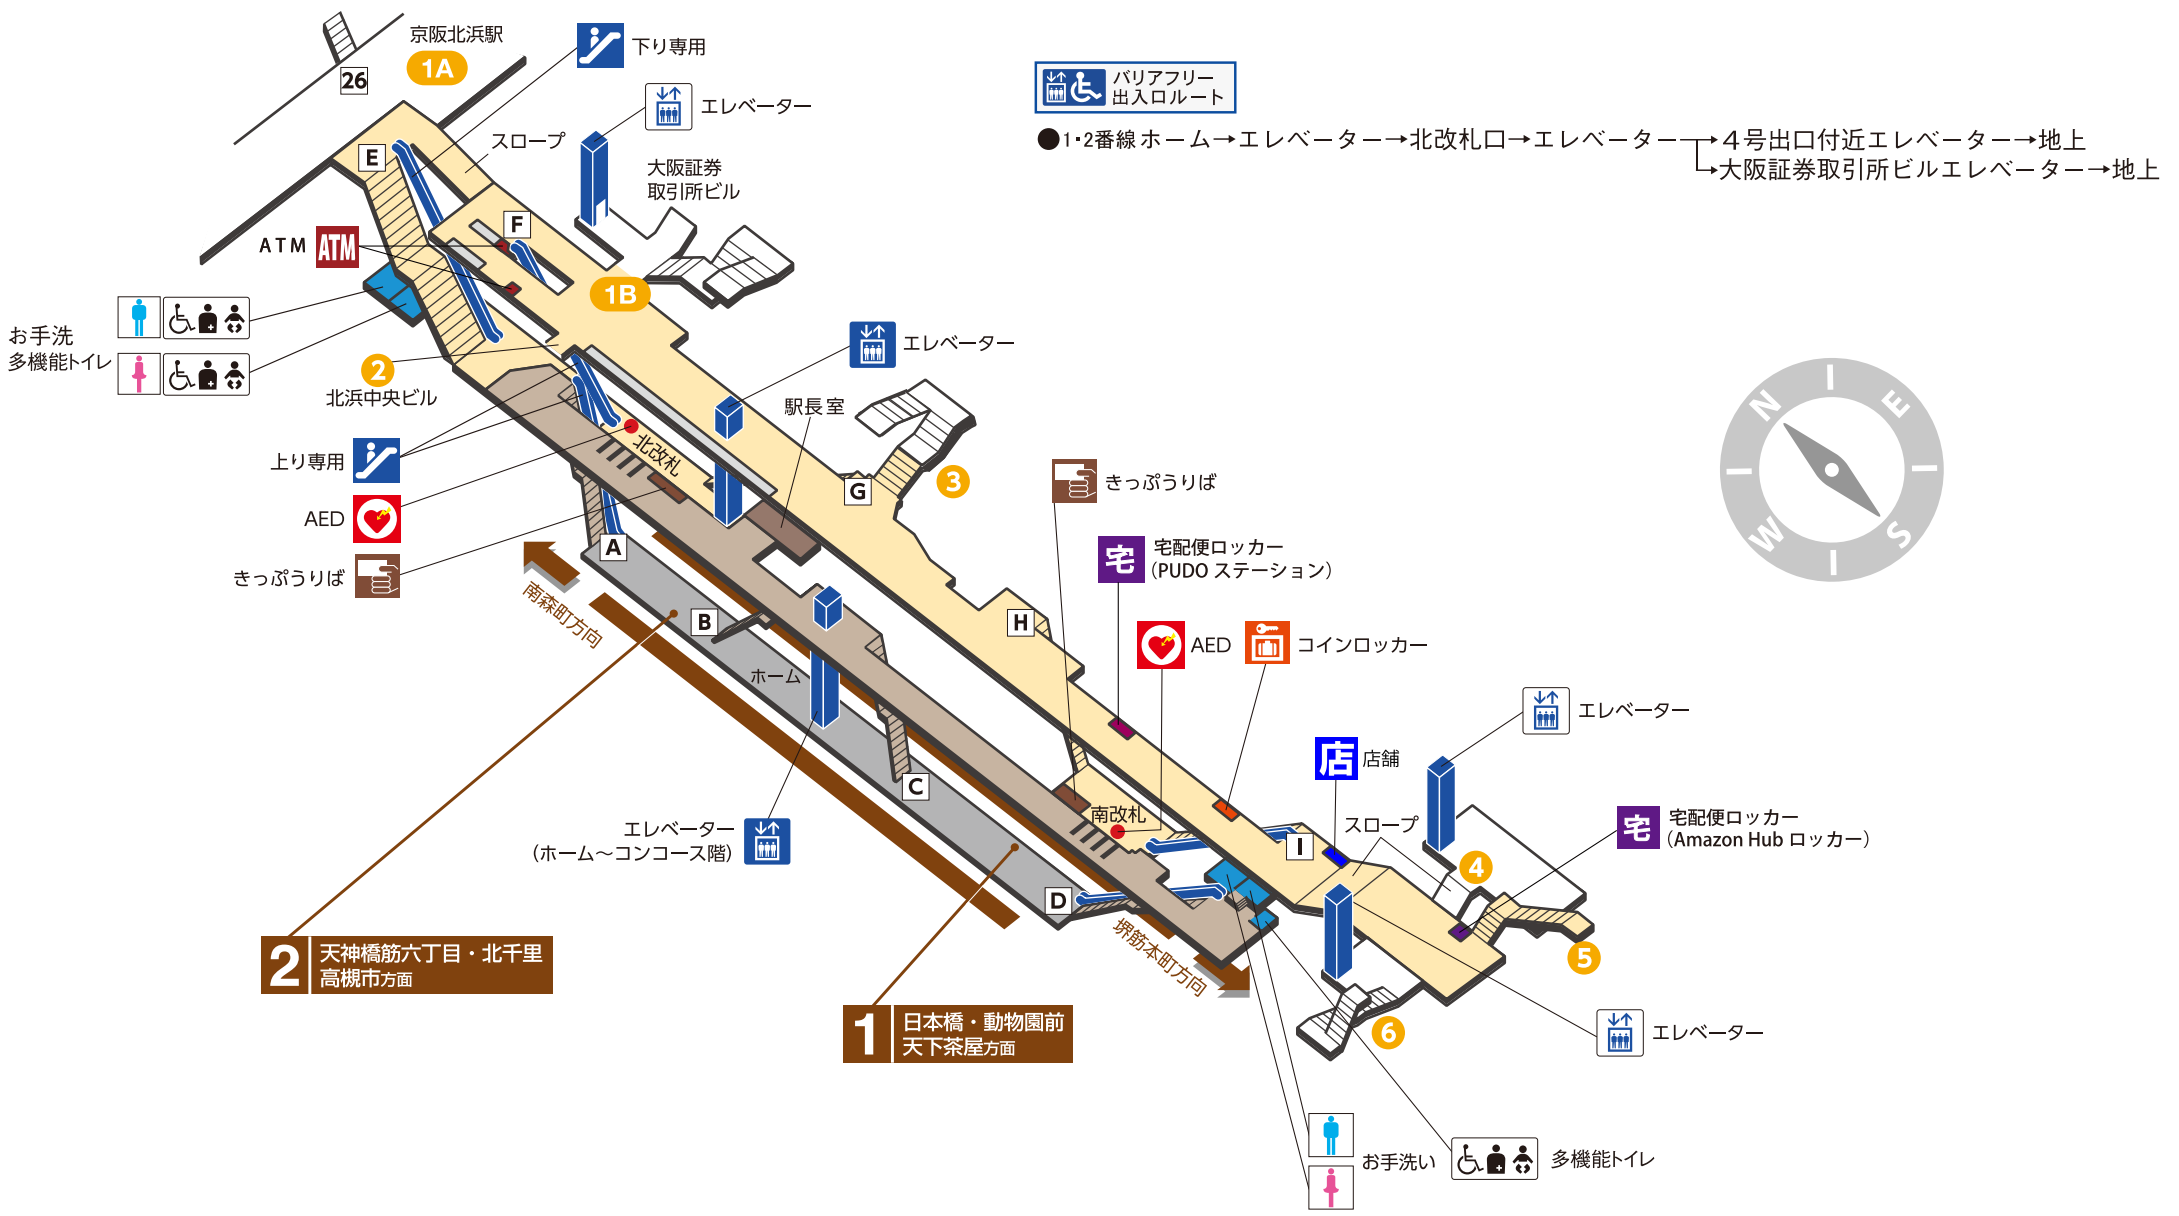 京阪北浜駅
1A
26
下り専用
エレベーター
スロープ
大阪証券
取引所ビル
バリアフリー
出入口ルート
●1・2番線 ホーム→エレベーター→北改札口→エレベーター→4号出口付近エレベーター→地上
→大阪証券取引所ビルエレベーター→地上
E
F
ATM
ATM
1B
お手洗
多機能トイレ
2
北浜中央ビル
エレベーター
駅長室
上り専用
北改札
AED
きっぷうりば
G
3
きっぷうりば
A
南森町方向
B
ホーム
C
D
H
宅
宅配便ロッカー
(PUDO ステーション)
AED
コインロッカー
店
店舗
エレベーター
南改札
I
スロープ
4
宅
宅配便ロッカー
(Amazon Hub ロッカー)
5
6
エレベーター
(ホーム～コンコース階)
堺筋本町方向
2
天神橋筋六丁目・北千里
高槻市方面
1
日本橋・動物園前
天下茶屋方面
エレベーター
お手洗い
多機能トイレ
N
E
W
S